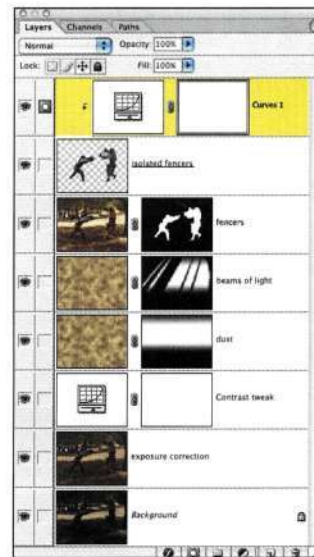 Layers Channels Paths
Normal Opacity: 100%
Lock: Fill: 100%
Curves 1
isolated fencers
fencers
beams of light
dust
Contrast tweak
exposure correction
Background